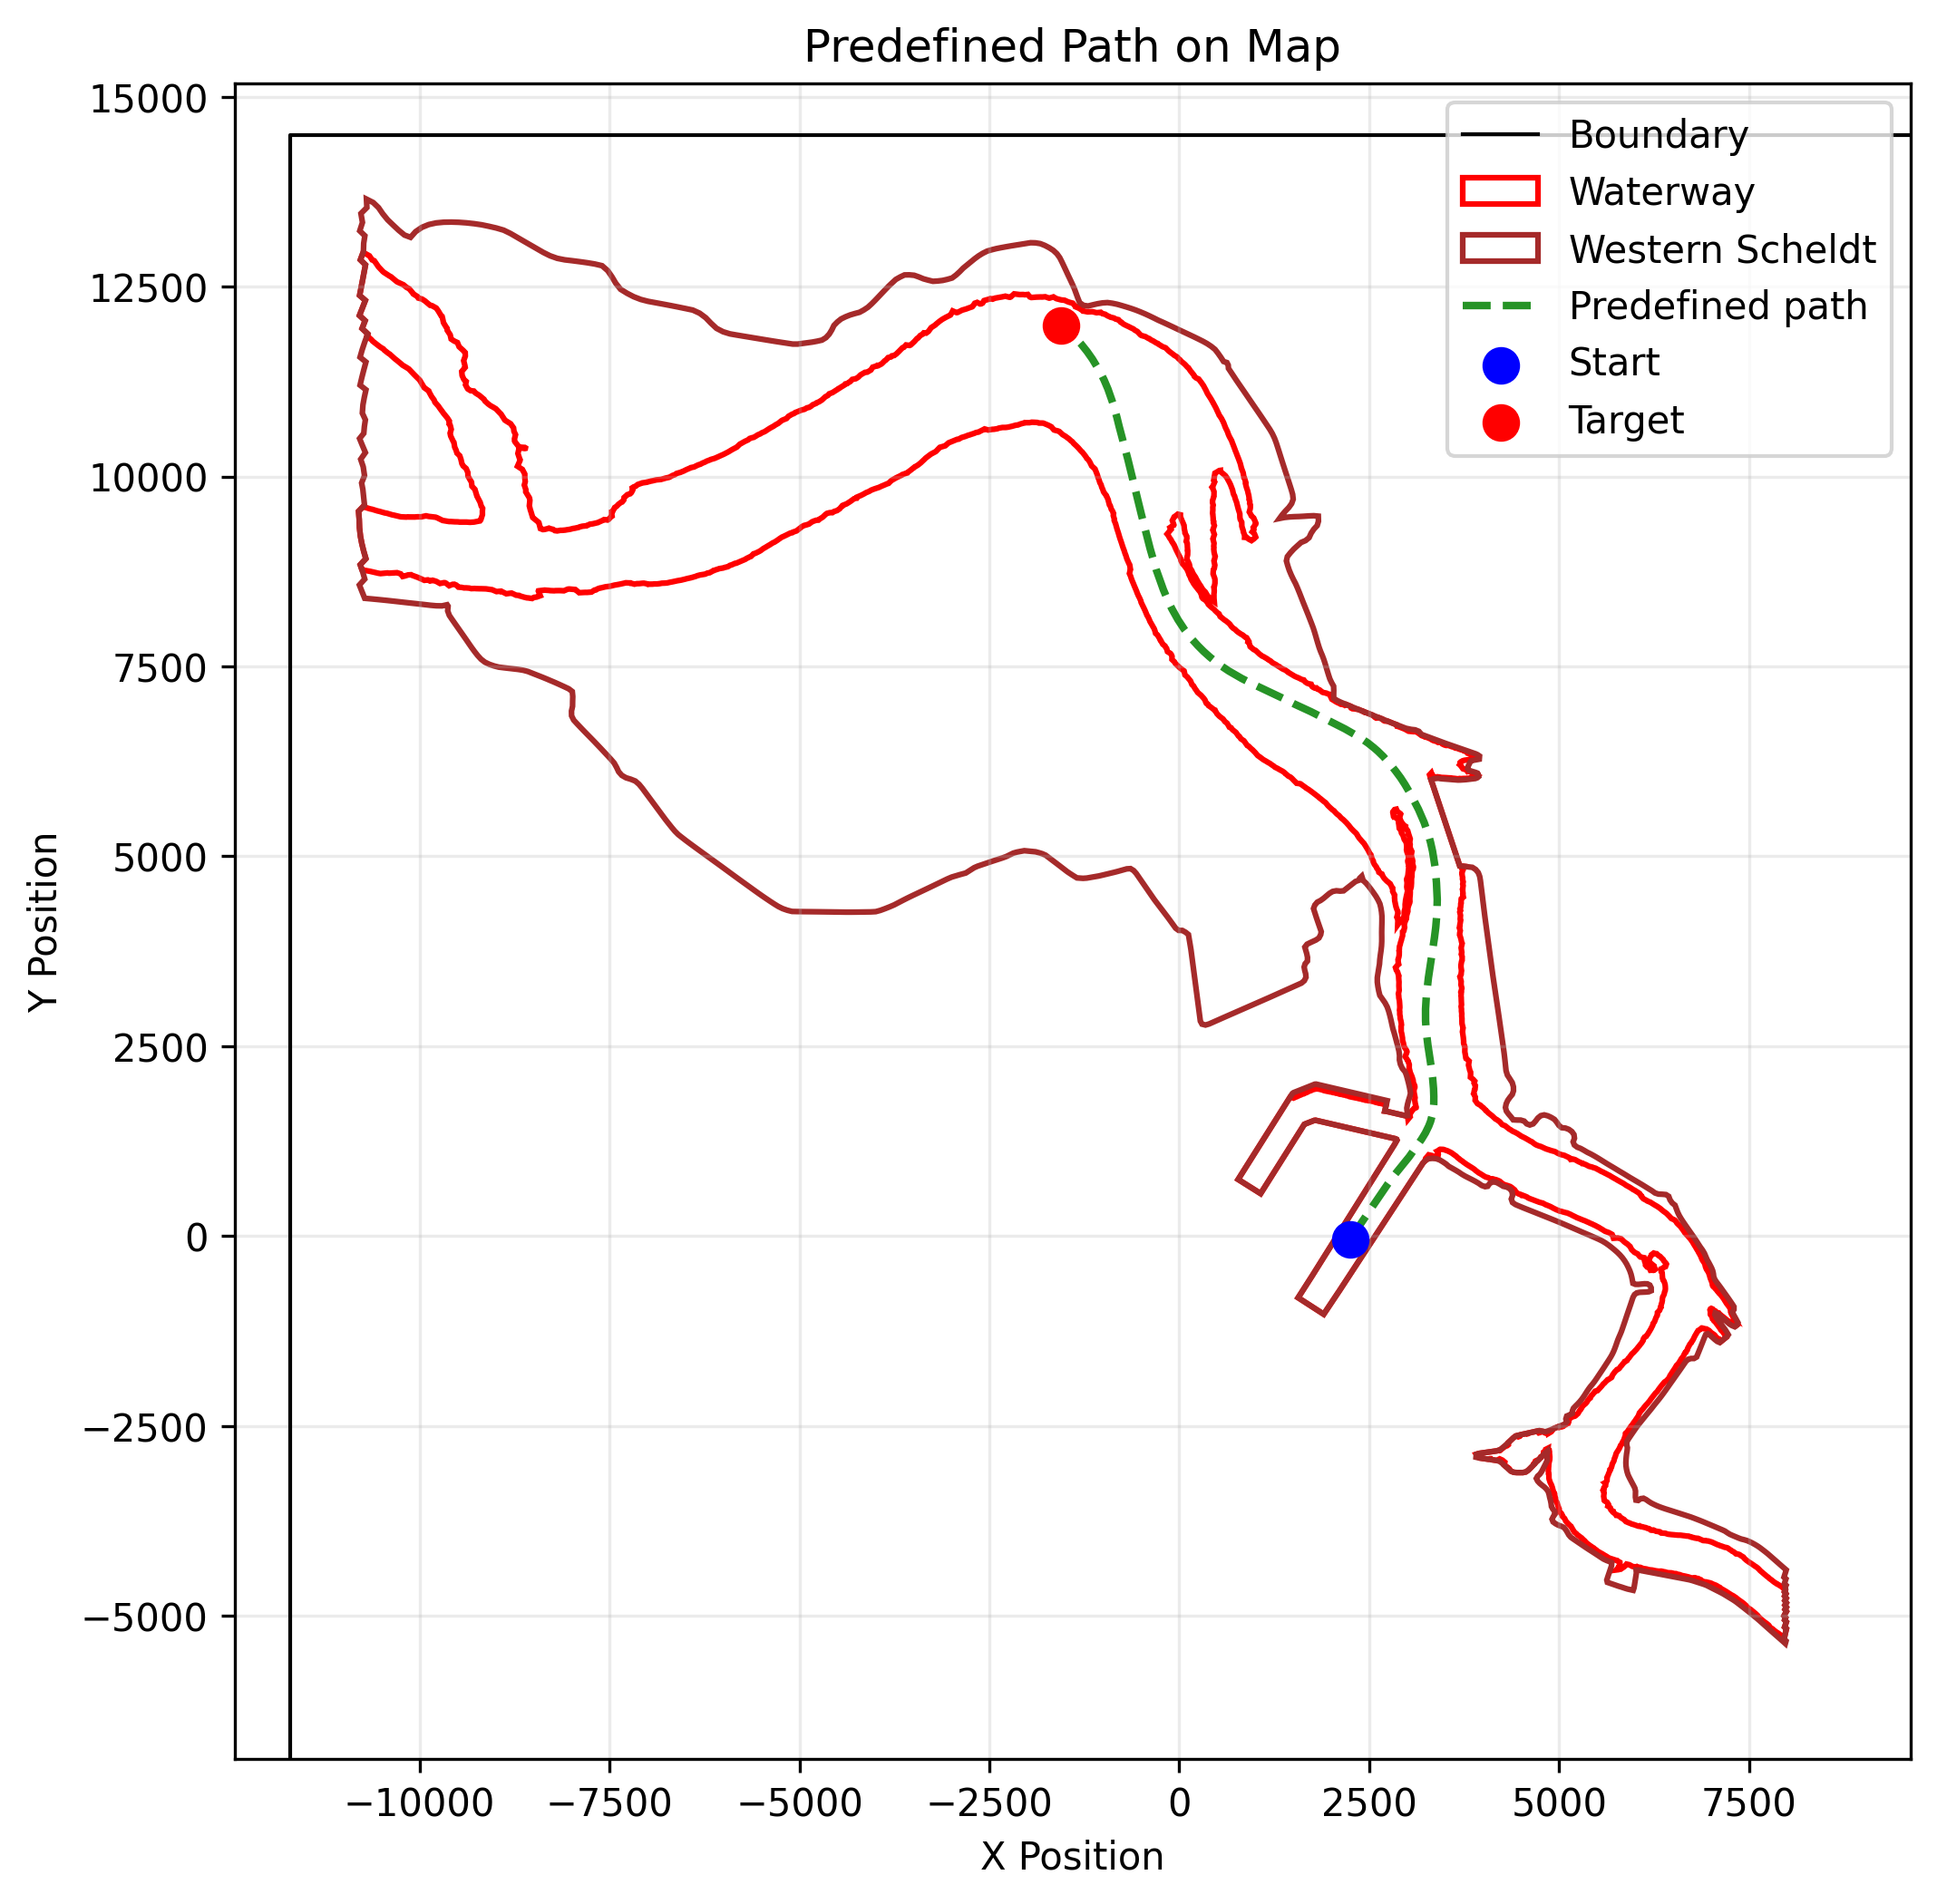 Predefined Path on Map
15000
12500
10000
7500
5000
2500
0
−2500
−5000
Y Position
Boundary
Waterway
Western Scheldt
Predefined path
Start
Target
−10000 −7500 −5000 −2500 0 2500 5000 7500
X Position